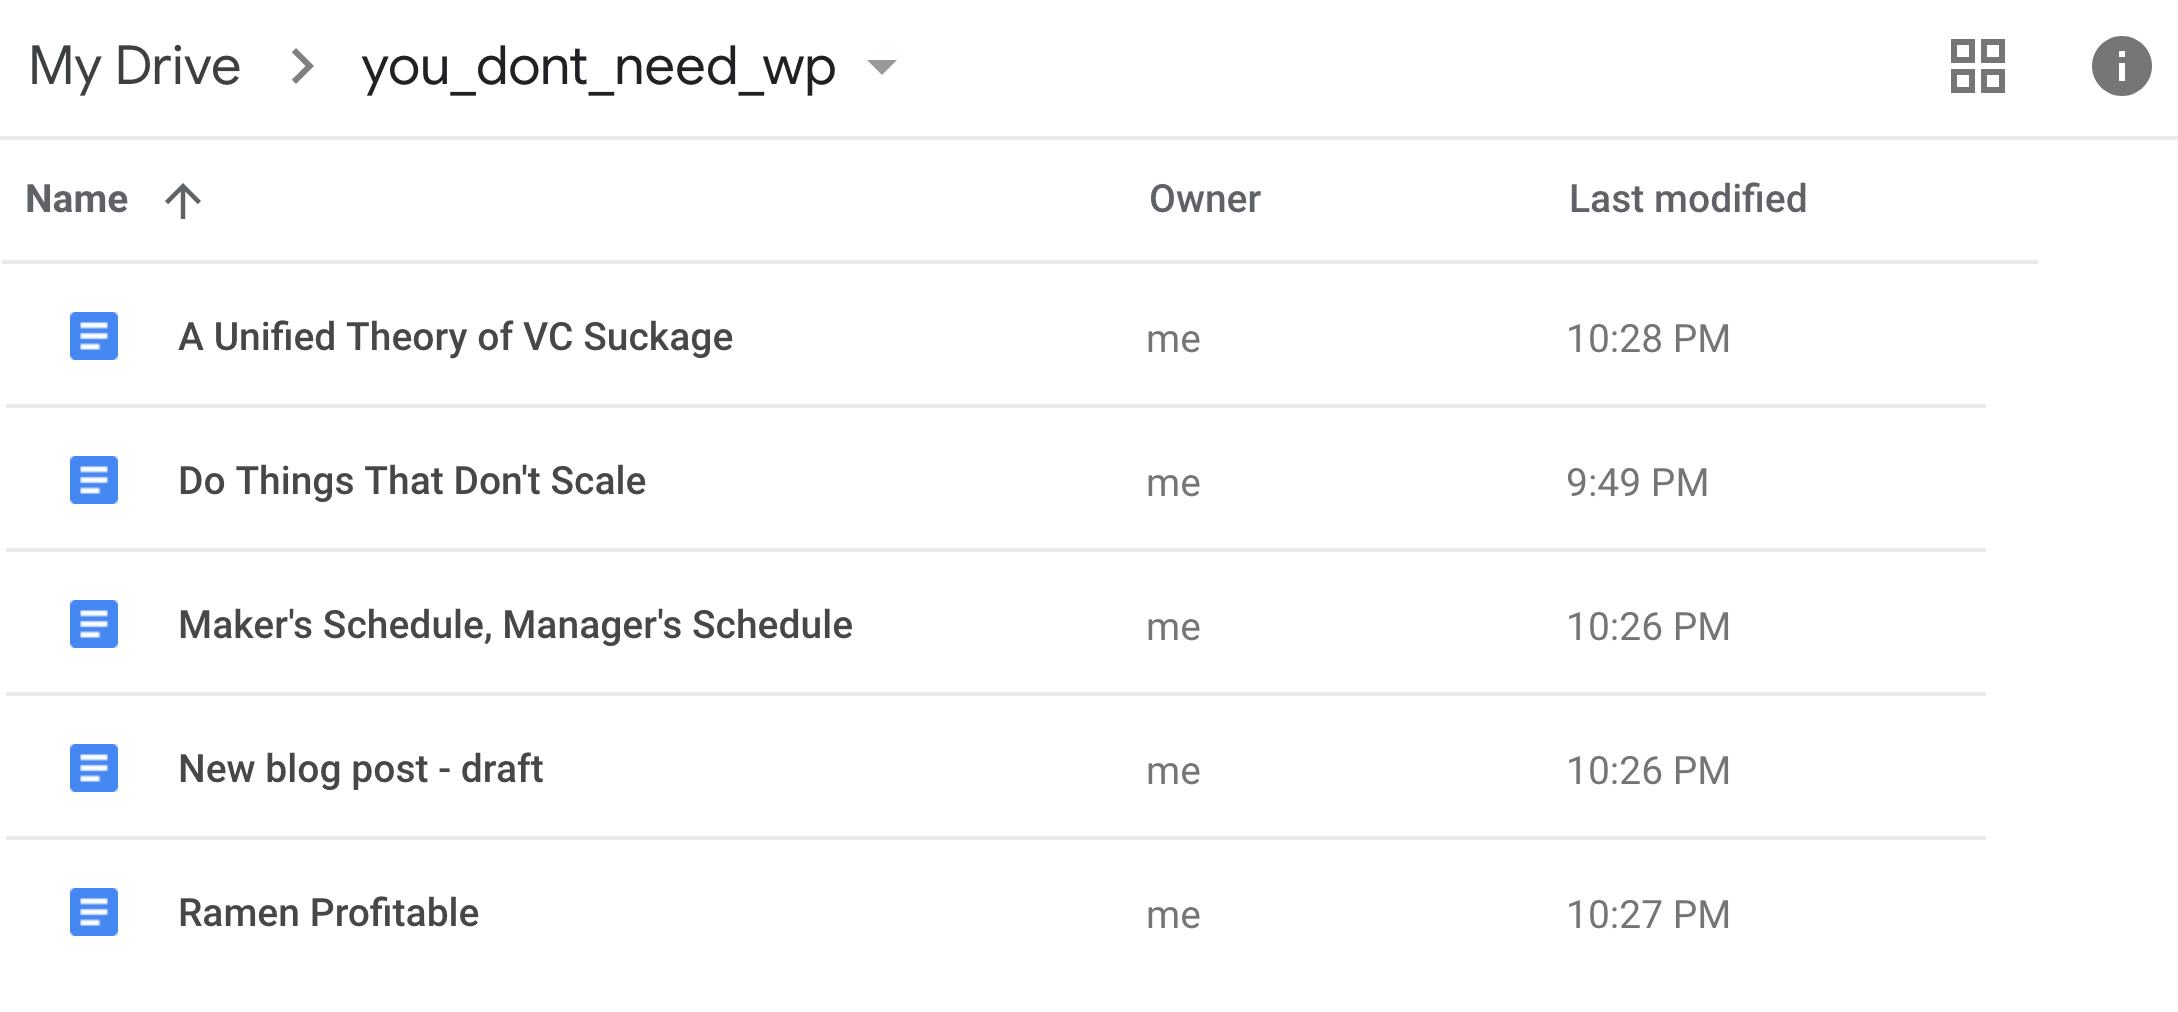 My Drive > you_dont_need_wp
Name Owner Last modified
A Unified Theory of VC Suckage me 10:28 PM
Do Things That Don't Scale me 9:49 PM
Maker's Schedule, Manager's Schedule me 10:26 PM
New blog post - draft me 10:26 PM
Ramen Profitable me 10:27 PM